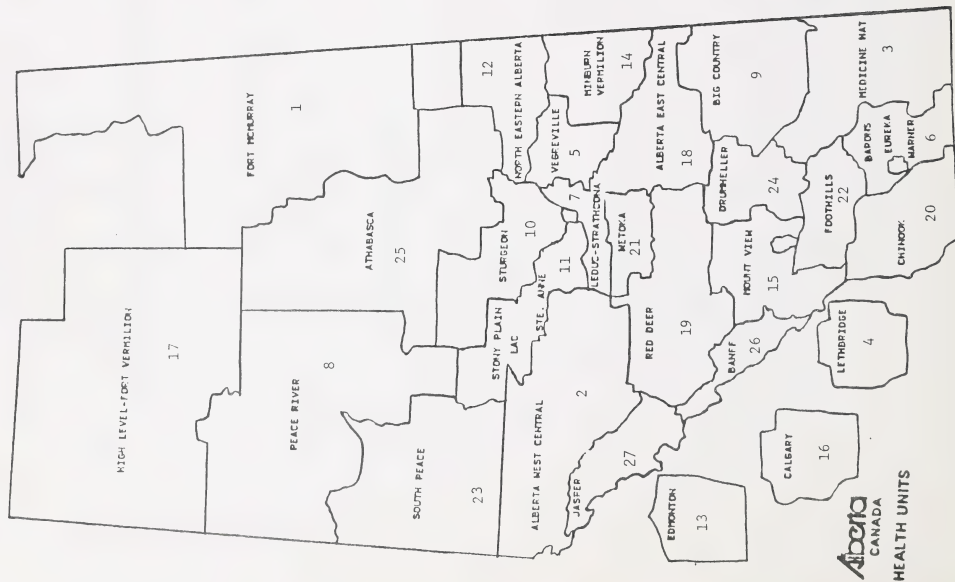 HIGH LEVEL-FORT VERMILION
17
FORT MCMURRAY
1
PEACE RIVER
8
ATHABASCA
25
SOUTH PEACE
23
12
NORTH EASTERN ALBERTA
STURGEON
10
STONY PLAIN
LAC
STE. ANNE
11
VEGREVILLE
5
MINBURN
VERMILION
14
7
LEDUC-STRATHCONA
ALBERTA WEST CENTRAL
2
WETOKA
21
ALBERTA EAST CENTRAL
18
JASPER
27
RED DEER
19
EDMONTON
13
BANFF
26
MOUNT VIEW
15
DRUMHELLER
24
BIG COUNTRY
9
CALGARY
16
FOOTHILLS
22
MEDICINE HAT
3
BARONS
EUREKA
WARNER
6
LETHBRIDGE
4
CHINOOK
20
Alberta
CANADA
HEALTH UNITS